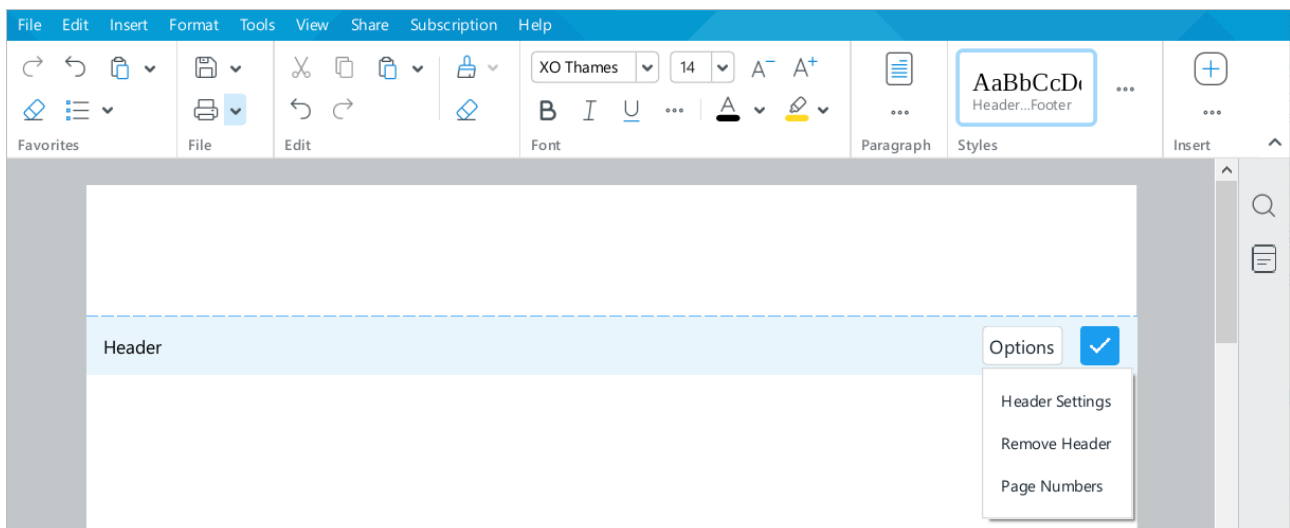 File Edit Insert Format Tools View Share Subscription Help
XO Thames 14 A⁻ A⁺
AaBbCcD
Header...Footer
B I U A
Favorites File Edit Font Paragraph Styles Insert
Header Options
Header Settings
Remove Header
Page Numbers